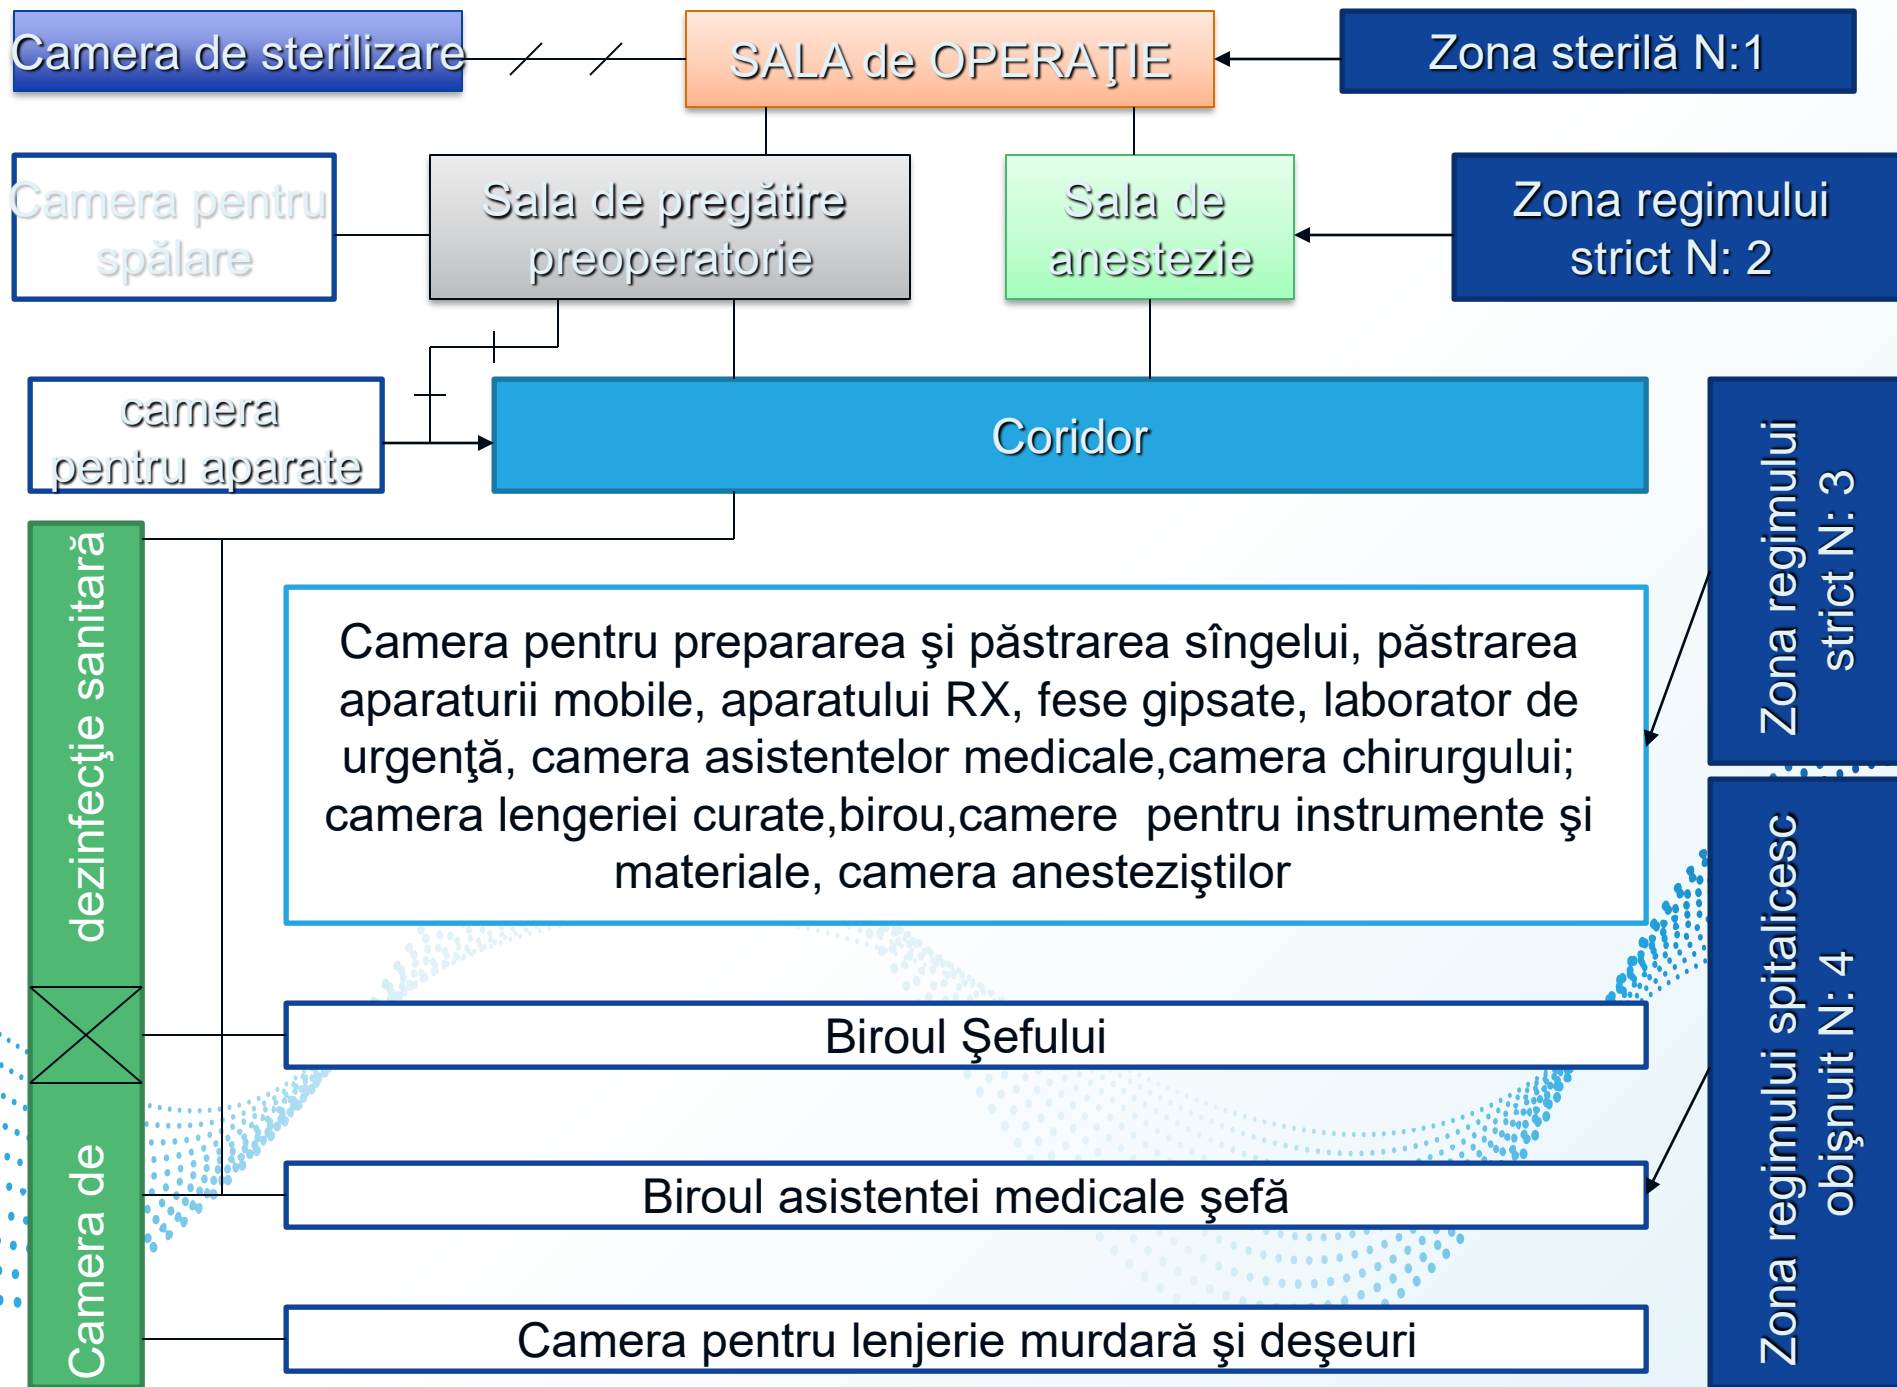 Camera de sterilizare
SALA de OPERAŢIE
Zona sterilă N:1
Camera pentru
spălare
Sala de pregătire
preoperatorie
Sala de
anestezie
Zona regimului
strict N: 2
camera
pentru aparate
Coridor
Zona regimului
strict N: 3
Camera de dezinfecţie sanitară
Camera pentru prepararea şi păstrarea sîngelui, păstrarea
aparaturii mobile, aparatului RX, fese gipsate, laborator de
urgenţă, camera asistentelor medicale,camera chirurgului;
camera lengeriei curate,birou,camere pentru instrumente şi
materiale, camera anesteziştilor
Zona regimului spitalicesc
obişnuit N: 4
Biroul Şefului
Biroul asistentei medicale şefă
Camera pentru lenjerie murdară şi deşeuri